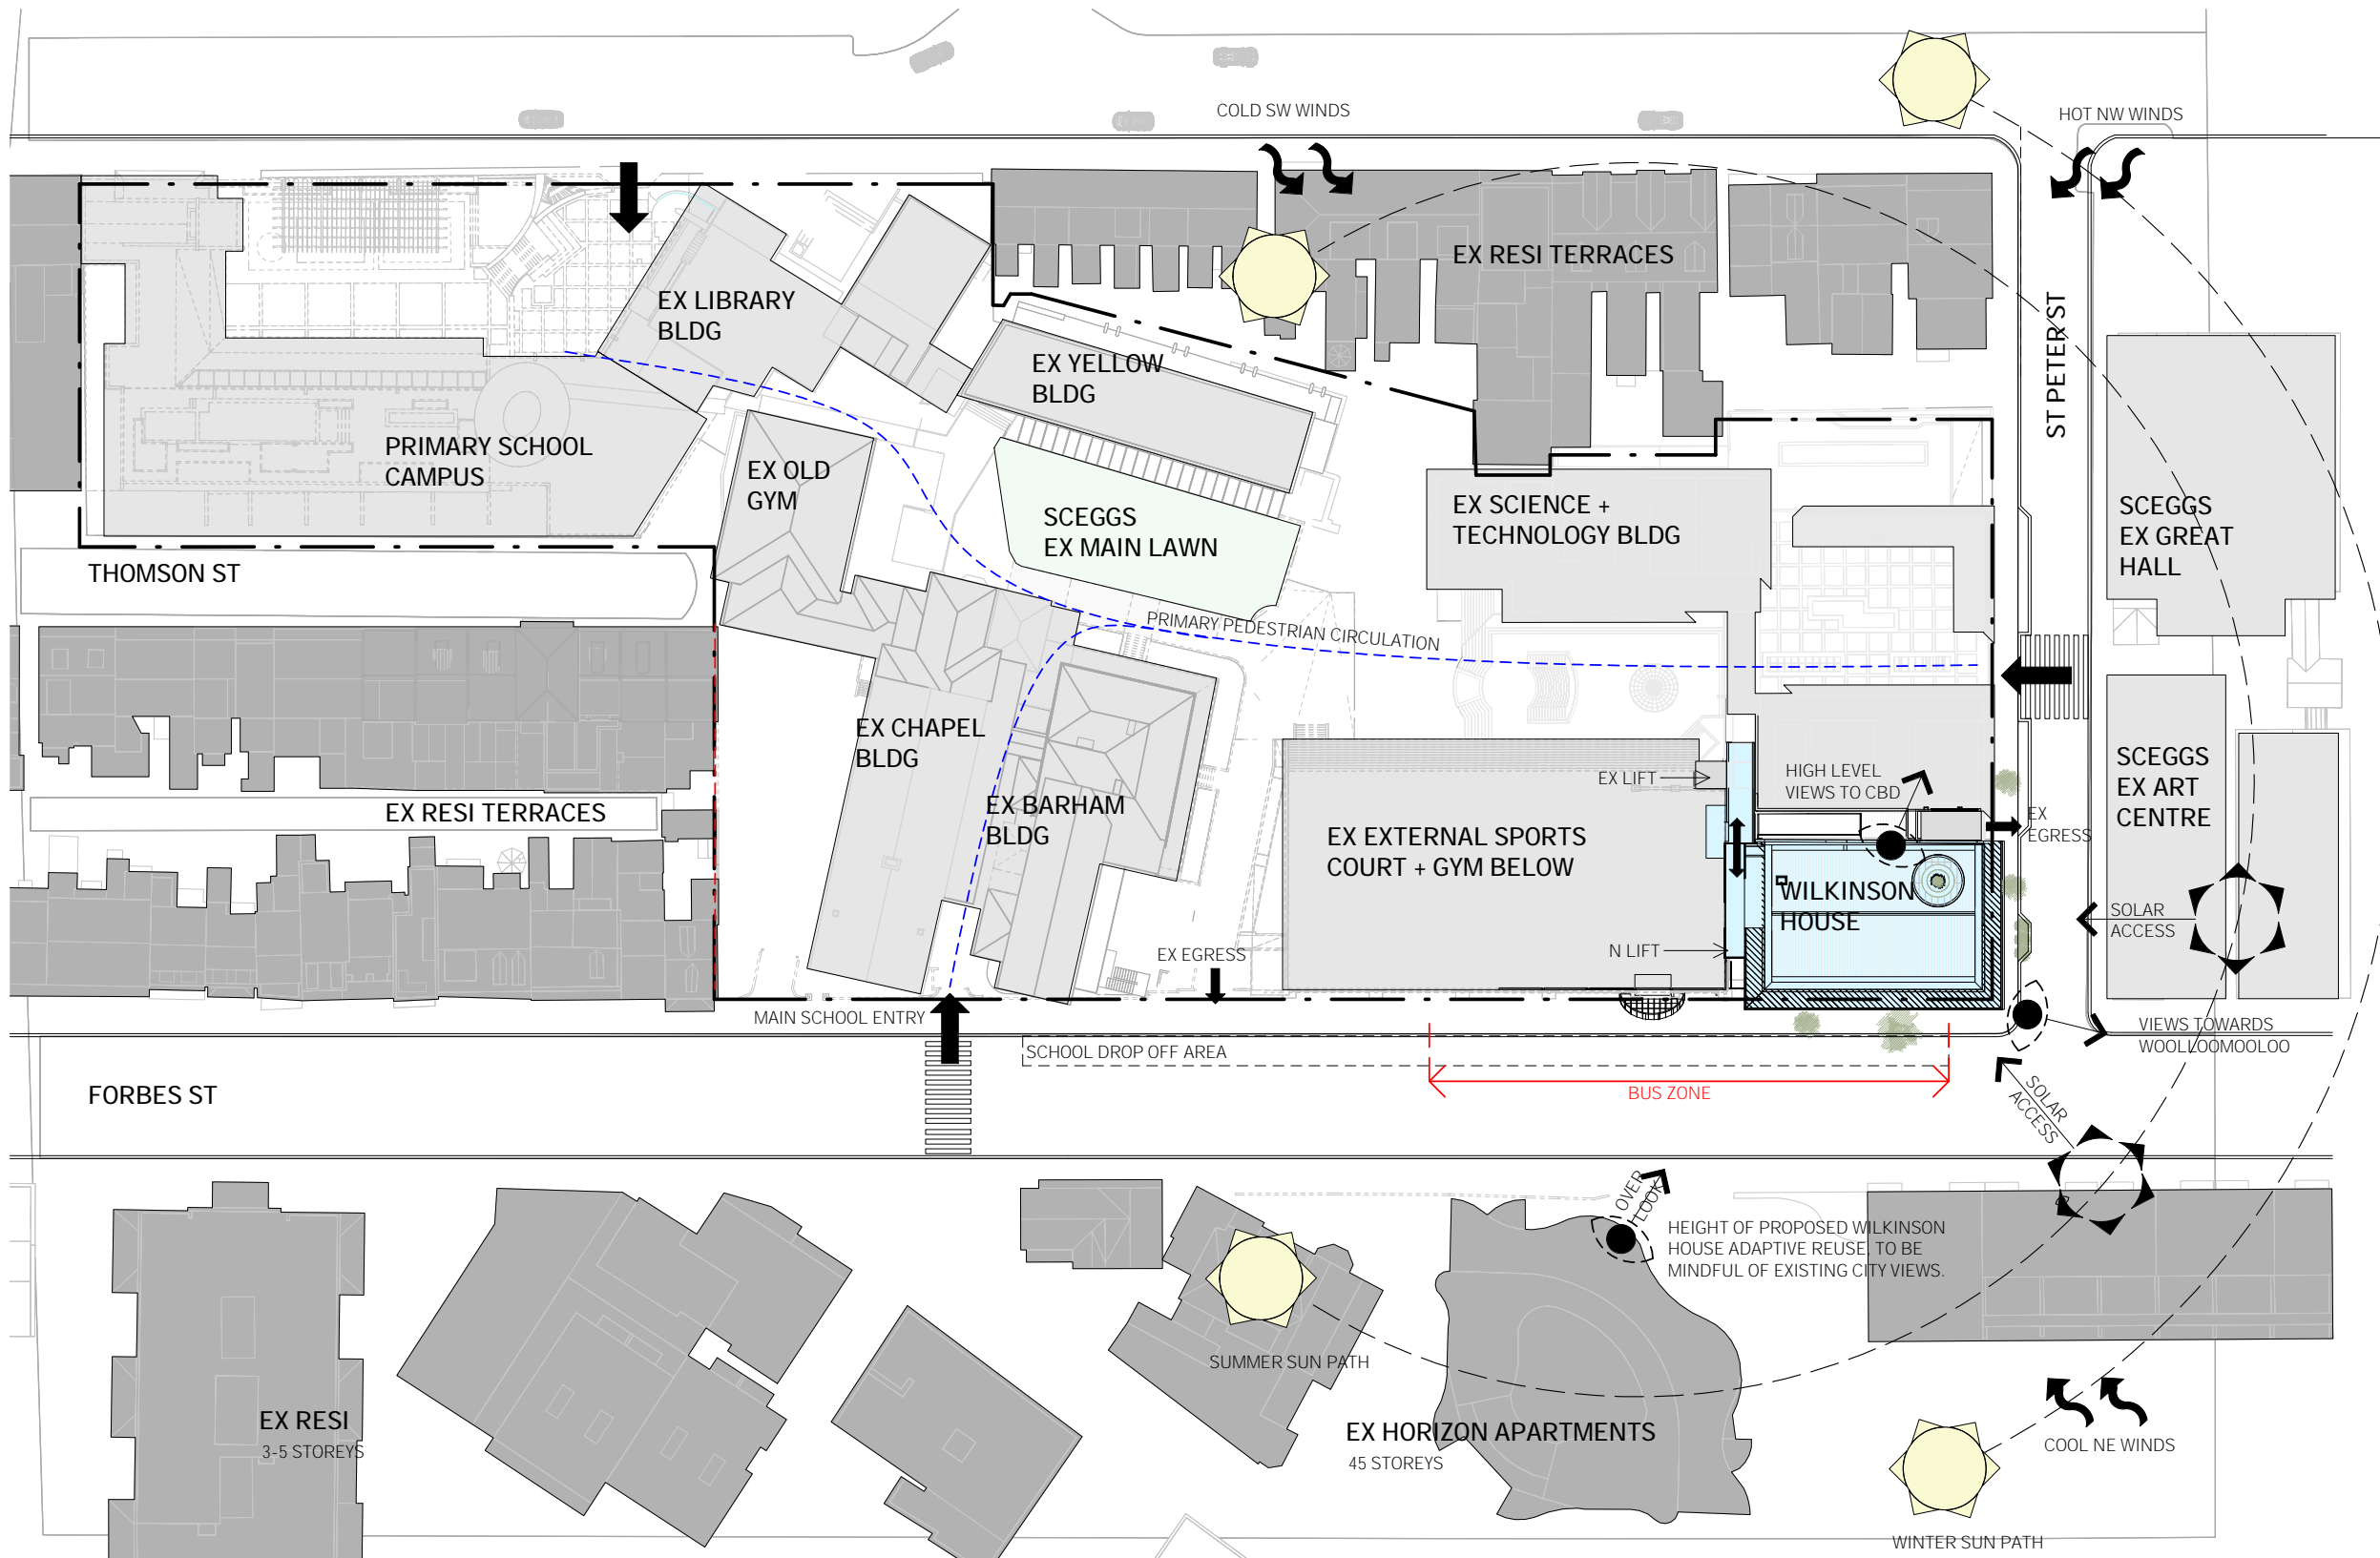 COLD SW WINDS
HOT NW WINDS
EX RESI TERRACES
EX LIBRARY
BLDG
EX YELLOW
BLDG
ST PETER ST
PRIMARY SCHOOL
CAMPUS
EX OLD
GYM
SCEGGS
EX MAIN LAWN
EX SCIENCE +
TECHNOLOGY BLDG
SCEGGS
EX GREAT
HALL
THOMSON ST
PRIMARY PEDESTRIAN CIRCULATION
EX CHAPEL
BLDG
EX BARHAM
BLDG
EX RESI TERRACES
EX LIFT
HIGH LEVEL
VIEWS TO CBD
SCEGGS
EX ART
CENTRE
EX
EGRESS
EX EXTERNAL SPORTS
COURT + GYM BELOW
WILKINSON
HOUSE
SOLAR
ACCESS
N LIFT
EX EGRESS
MAIN SCHOOL ENTRY
VIEWS TOWARDS
WOOLLOOMOOLOO
SCHOOL DROP OFF AREA
BUS ZONE
FORBES ST
SOLAR
ACCESS
OVER
LOOK
HEIGHT OF PROPOSED WILKINSON
HOUSE ADAPTIVE REUSE, TO BE
MINDFUL OF EXISTING CITY VIEWS.
SUMMER SUN PATH
EX RESI
3-5 STOREYS
EX HORIZON APARTMENTS
45 STOREYS
COOL NE WINDS
WINTER SUN PATH